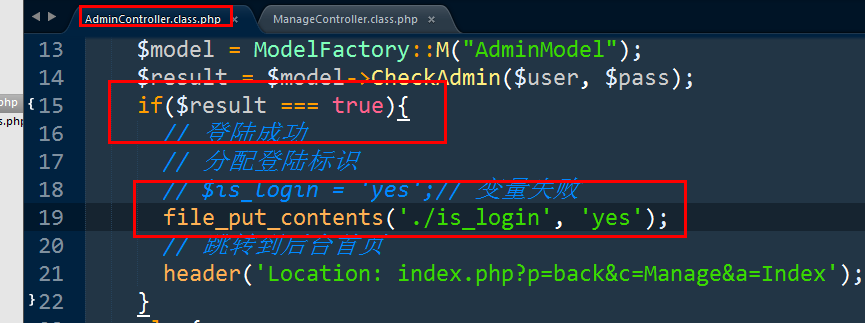 AdminController.class.php ×
ManageController.class.php ×
13 $model = ModelFactory::M("AdminModel");
14 $result = $model->CheckAdmin($user, $pass);
php
{ 15 if($result === true){
s.php
16 // 登陆成功
17 // 分配登陆标识
18 // $is_login = 'yes';// 变量失败
19 file_put_contents('./is_login', 'yes');
20 // 跳转到后台首页
21 header('Location: index.php?p=back&c=Manage&a=Index');
} 22 }